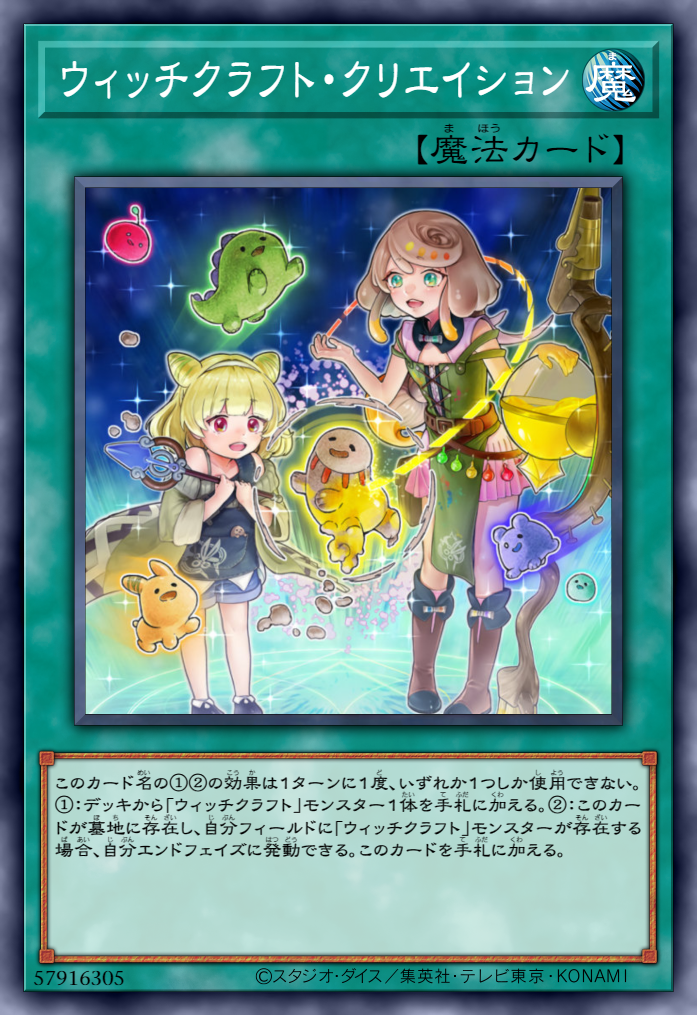 ウィッチクラフト・クリエイション 魔
【魔法カード】
このカード名の①②の効果は1ターンに1度、いずれか1つしか使用できない。
①:デッキから「ウィッチクラフト」モンスター1体を手札に加える。②:このカー
ドが墓地に存在し、自分フィールドに「ウィッチクラフト」モンスターが存在する
場合、自分エンドフェイズに発動できる。このカードを手札に加える。
57916305 ©スタジオ・ダイス／集英社・テレビ東京・KONAMI